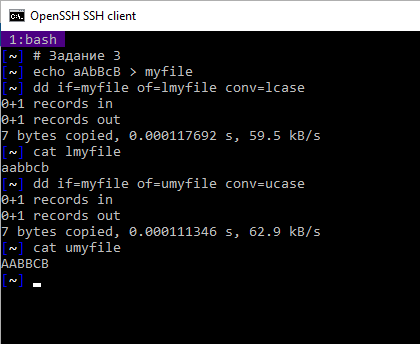 OpenSSH SSH client
1:bash
[~] # Задание 3
[~] echo aAbBcB > myfile
[~] dd if=myfile of=lmyfile conv=lcase
0+1 records in
0+1 records out
7 bytes copied, 0.000117692 s, 59.5 kB/s
[~] cat lmyfile
aabbcb
[~] dd if=myfile of=umyfile conv=ucase
0+1 records in
0+1 records out
7 bytes copied, 0.000111346 s, 62.9 kB/s
[~] cat umyfile
AABBCB
[~]